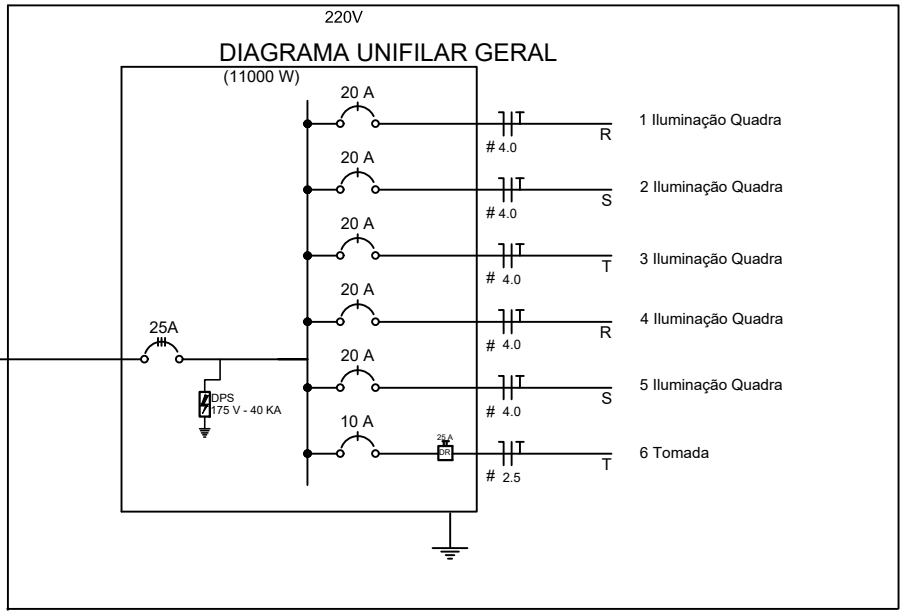 220V
DIAGRAMA UNIFILAR GERAL
(11000 W)
20 A
# 4.0
R
1 Iluminação Quadra
20 A
# 4.0
S
2 Iluminação Quadra
20 A
# 4.0
T
3 Iluminação Quadra
20 A
# 4.0
R
4 Iluminação Quadra
25A
DPS
175 V - 40 KA
20 A
# 4.0
S
5 Iluminação Quadra
10 A
25 A
DR
# 2.5
T
6 Tomada